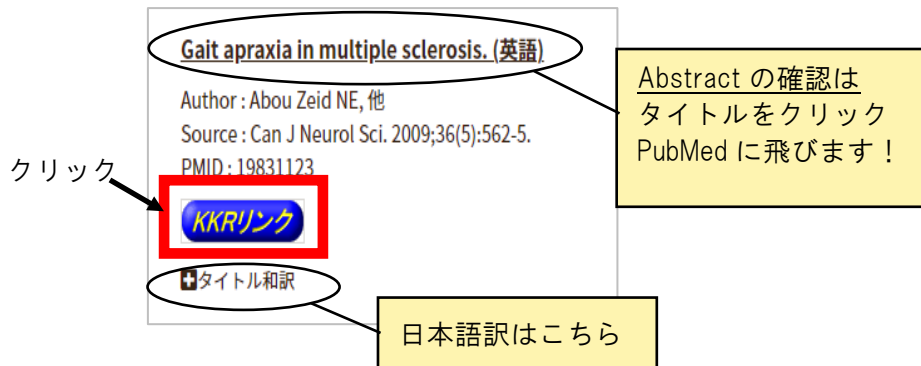 Gait apraxia in multiple sclerosis. (英語)
Author : Abou Zeid NE, 他
Source : Can J Neurol Sci. 2009;36(5):562-5.
PMID : 19831123
クリック
KKRリンク
タイトル和訳
Abstract の確認は
タイトルをクリック
PubMed に飛びます！
日本語訳はこちら